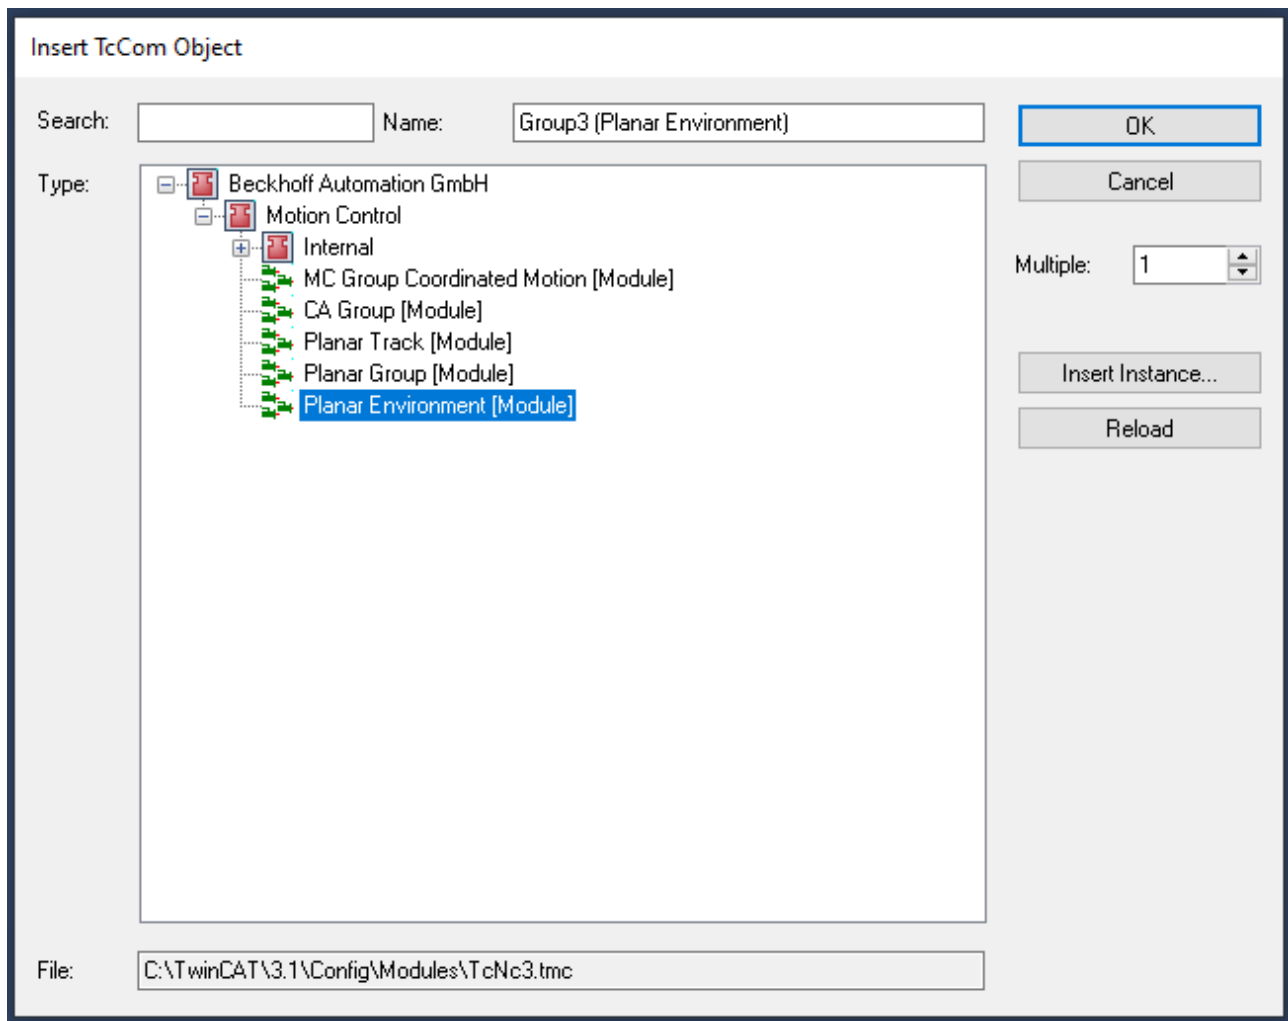 Insert TcCom Object
Search:
Name: Group3 (Planar Environment)
OK
Type:
Beckhoff Automation GmbH
Cancel
Motion Control
Internal
Multiple: 1
MC Group Coordinated Motion [Module]
CA Group [Module]
Planar Track [Module]
Planar Group [Module]
Insert Instance...
Planar Environment [Module]
Reload
File: C:\TwinCAT\3.1\Config\Modules\TcNc3.tmc